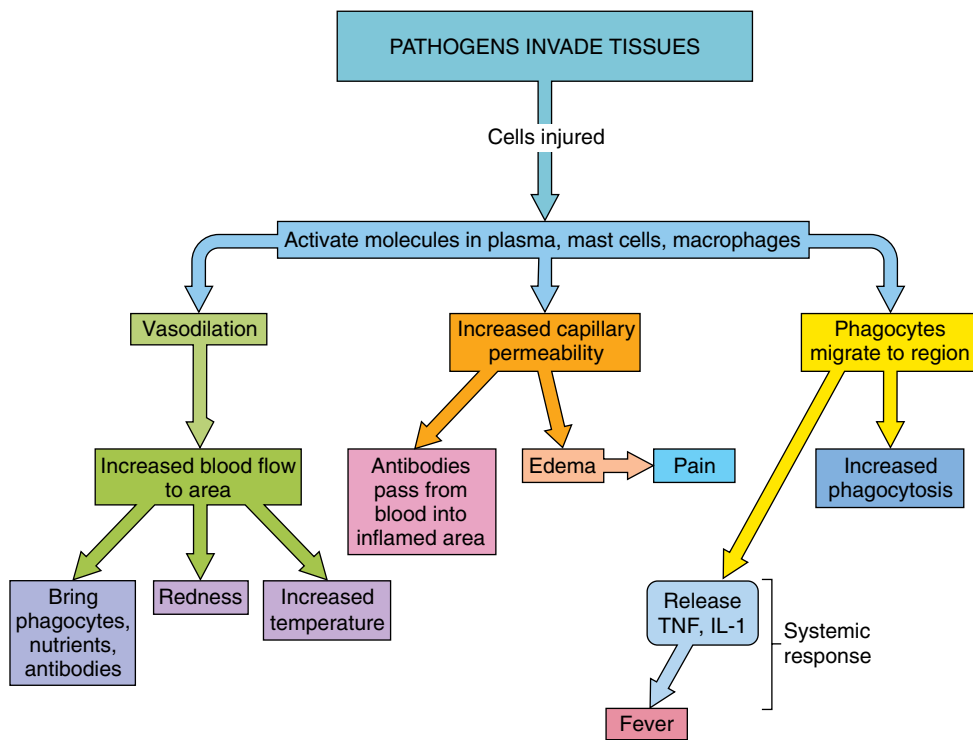 PATHOGENS INVADE TISSUES
Cells injured
Activate molecules in plasma, mast cells, macrophages
Vasodilation
Increased capillary
permeability
Phagocytes
migrate to region
Increased blood flow
to area
Antibodies
pass from
blood into
inflamed area
Edema
Pain
Increased
phagocytosis
Bring
phagocytes,
nutrients,
antibodies
Redness
Increased
temperature
Release
TNF, IL-1
Systemic
response
Fever